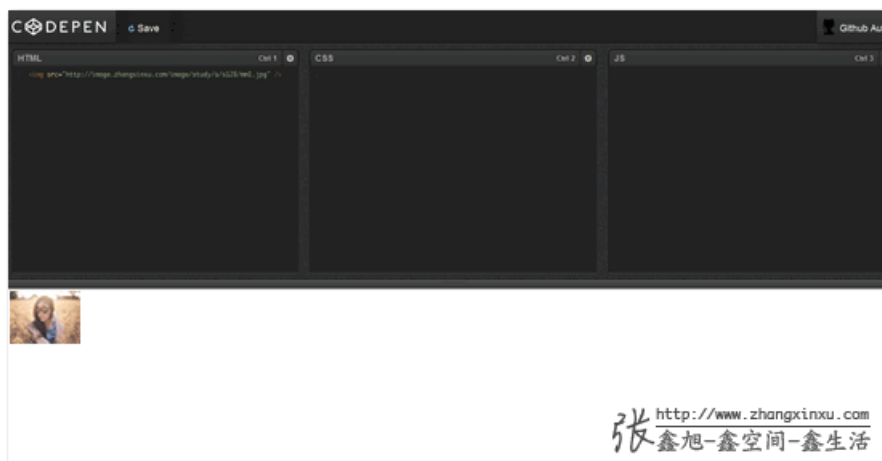 CODEPEN Save Github Au
HTML Ctrl 1 CSS Ctrl 2 JS Ctrl 3
<img src="http://image.zhangxinxu.com/image/study/s/s128/mm1.jpg" />
http://www.zhangxinxu.com
张鑫旭-鑫空间-鑫生活